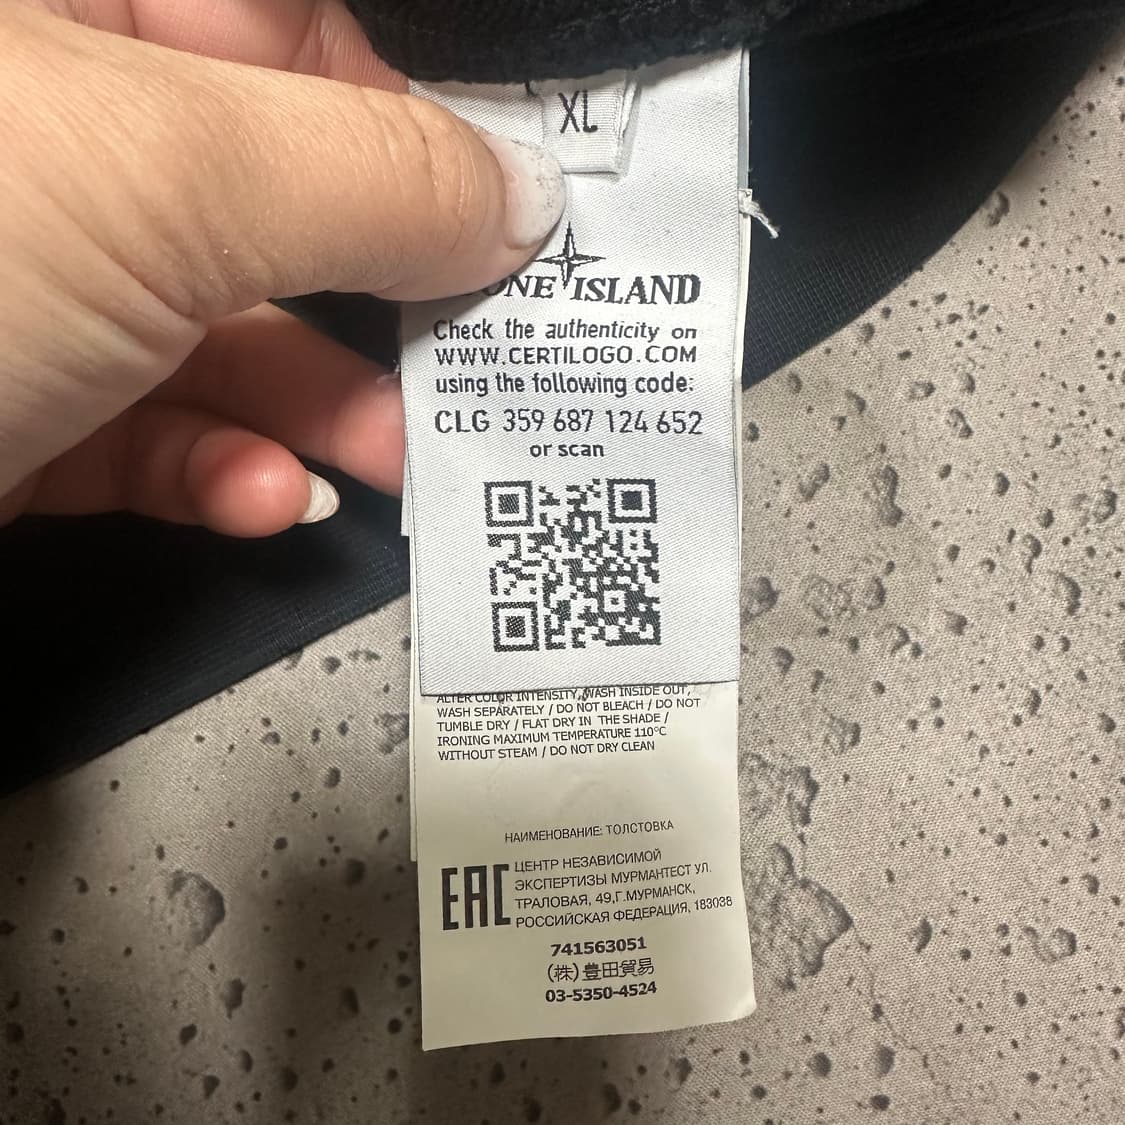 XL
ONE ISLAND
Check the authenticity on
WWW.CERTILOGO.COM
using the following code:
CLG 359 687 124 652
or scan
ALTER COLOR INTENSITY, WASH INSIDE OUT,
WASH SEPARATELY / DO NOT BLEACH / DO NOT
TUMBLE DRY / FLAT DRY IN THE SHADE /
IRONING MAXIMUM TEMPERATURE 110°C
WITHOUT STEAM / DO NOT DRY CLEAN
НАИМЕНОВАНИЕ: ТОЛСТОВКА
EAC
ЦЕНТР НЕЗАВИСИМОЙ
ЭКСПЕРТИЗЫ МУРМАНТЕСТ УЛ.
ТРАЛОВАЯ, 49,Г.МУРМАНСК,
РОССИЙСКАЯ ФЕДЕРАЦИЯ, 183038
741563051
(株)豊田貿易
03-5350-4524